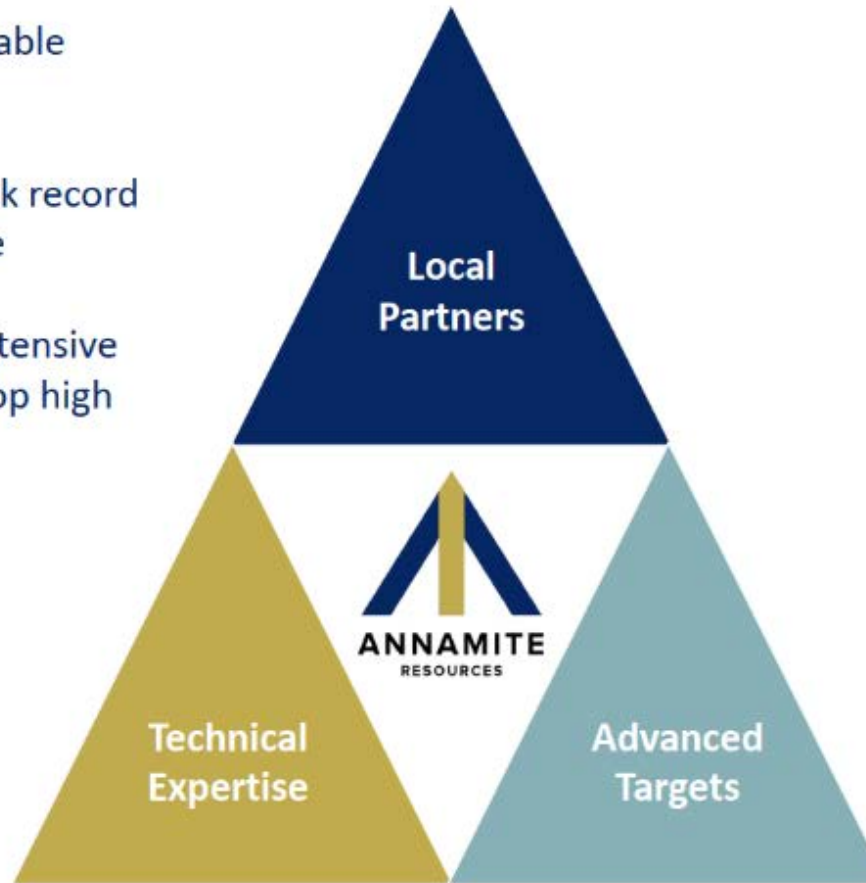 able
k record
e
tensive
op high
Local
Partners
ANNAMITE
RESOURCES
Technical
Expertise
Advanced
Targets